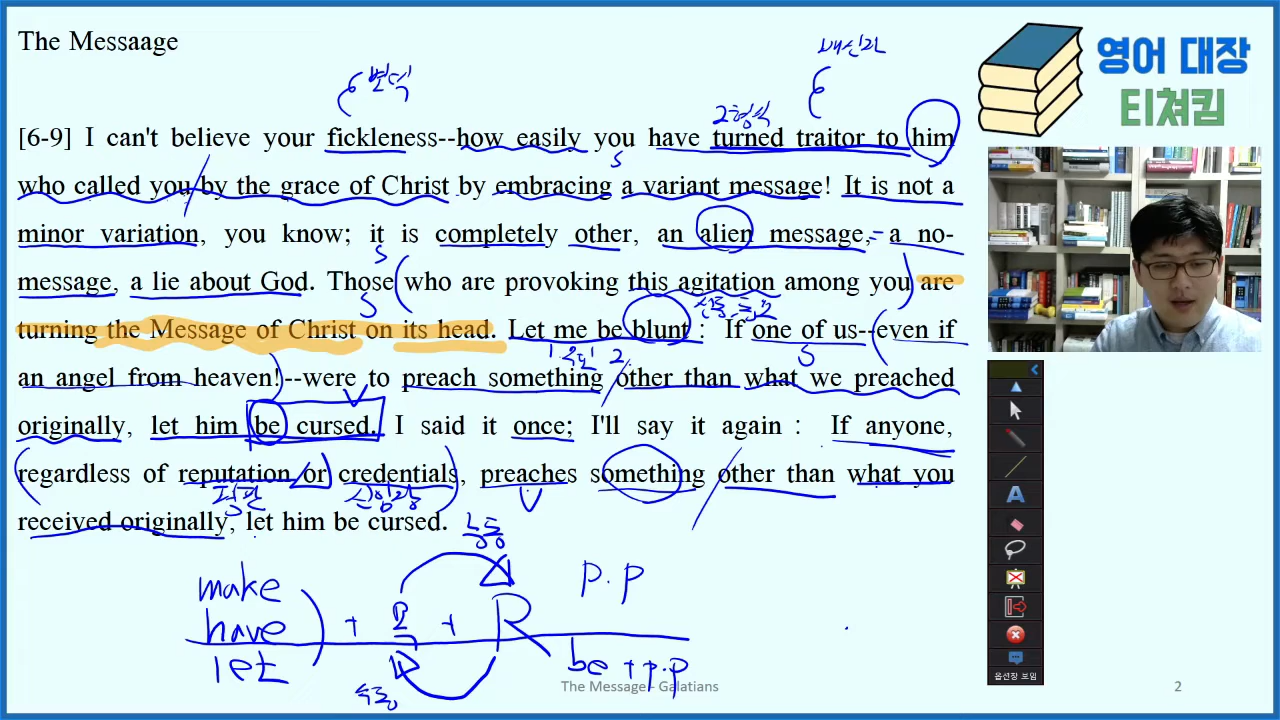 The Messaage
영어 대장
티쳐킴
변덕
배신자
2형식
[6-9] I can't believe your fickleness--how easily you have turned traitor to him
S
who called you by the grace of Christ by embracing a variant message! It is not a
minor variation, you know; it is completely other, an alien message, a no-
S
message, a lie about God. Those who are provoking this agitation among you are
S
turning the Message of Christ on its head. Let me be blunt : If one of us--even if
S
an angel from heaven!--were to preach something other than what we preached
V
originally, let him be cursed. I said it once; I'll say it again : If anyone,
regardless of reputation or credentials, preaches something other than what you
평판
V
received originally, let him be cursed.
능동
make
have
let
+ 목 + R
p.p
be + p.p
수동
The Message - Galatians
2
A
옵션창 보임